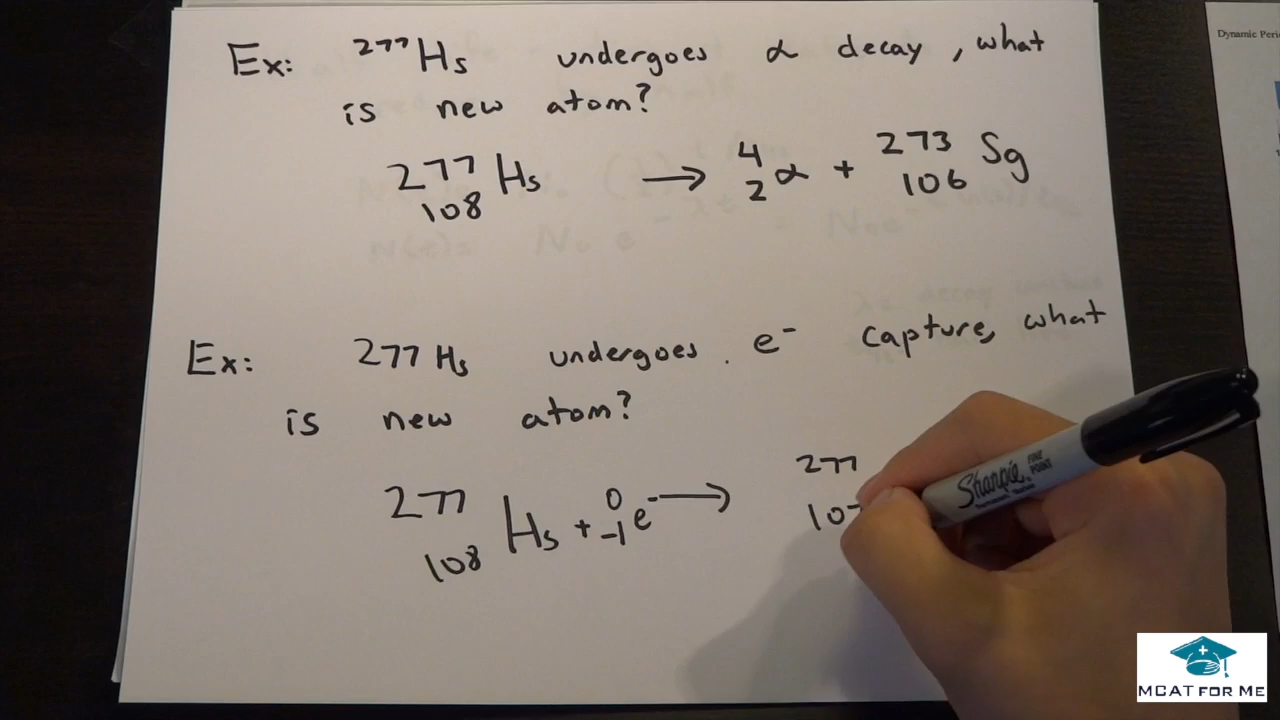 Ex: 277Hs undergoes α decay, what
is new atom?
277 108 Hs → 4 2 α + 273 106 Sg
Ex: 277 Hs undergoes. e- capture, what
is new atom?
277 108 Hs + 0 -1 e- → 277
Sharpie FINE POINT
Dynamic
MCAT FOR ME